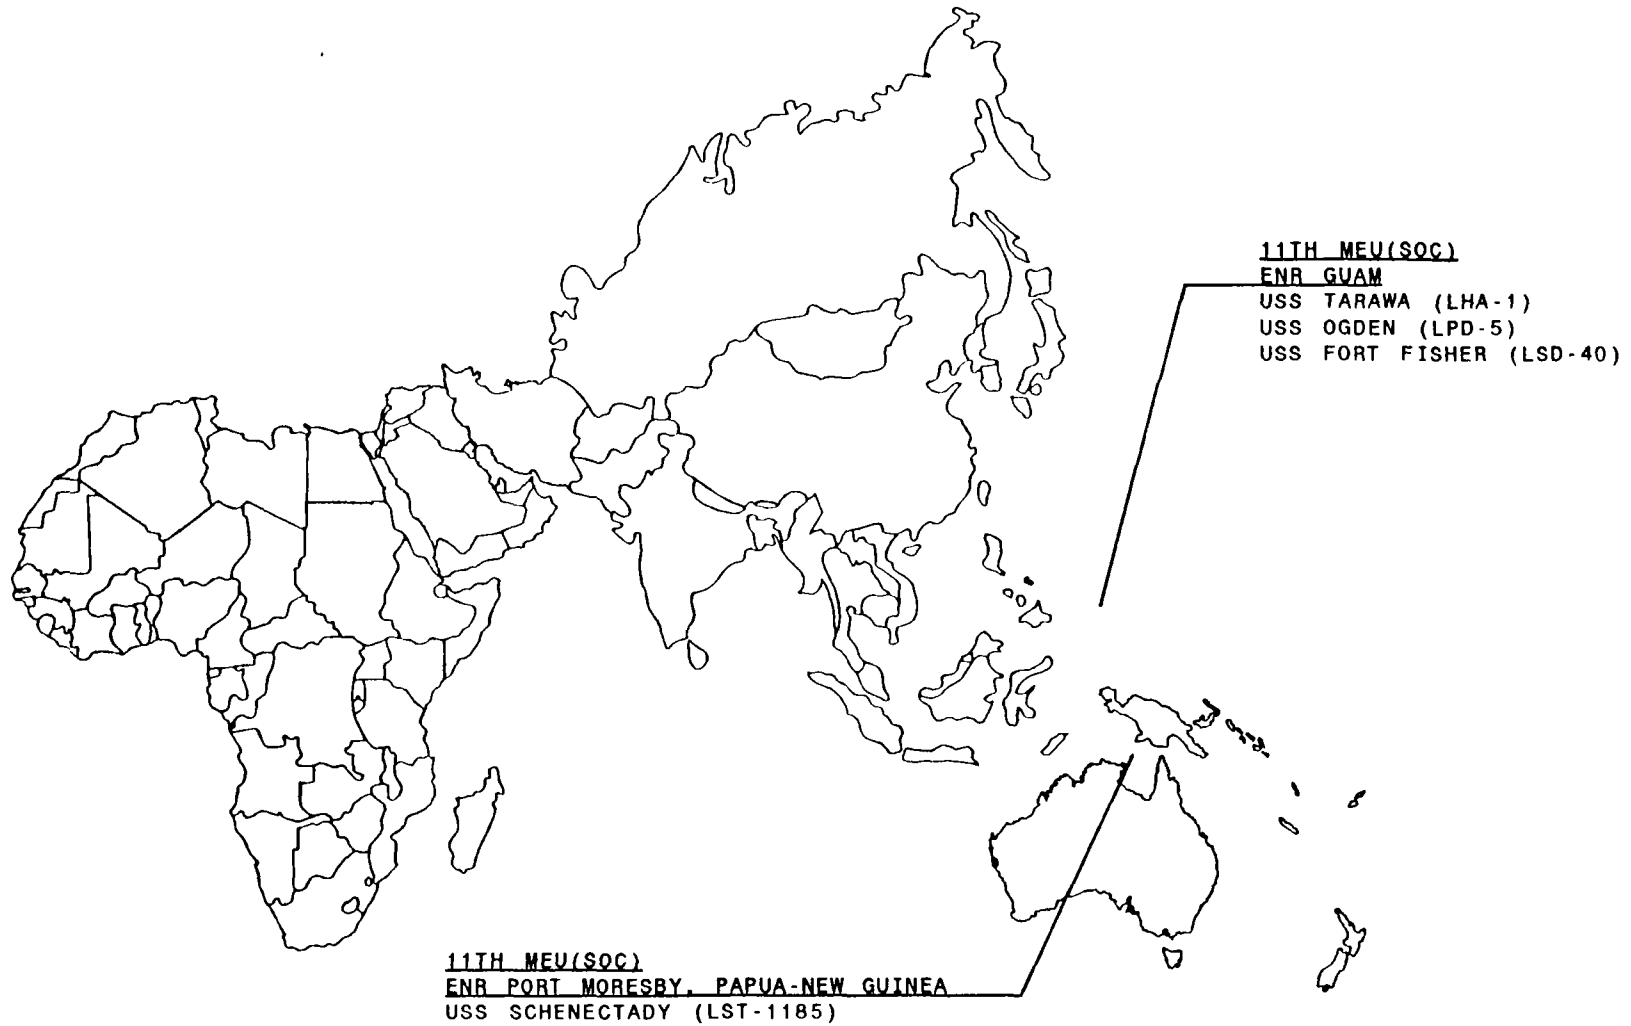 11TH MEU(SOC)
ENR GUAM
USS TARAWA (LHA-1)
USS OGDEN (LPD-5)
USS FORT FISHER (LSD-40)
11TH MEU(SOC)
ENR PORT MORESBY, PAPUA-NEW GUINEA
USS SCHENECTADY (LST-1185)